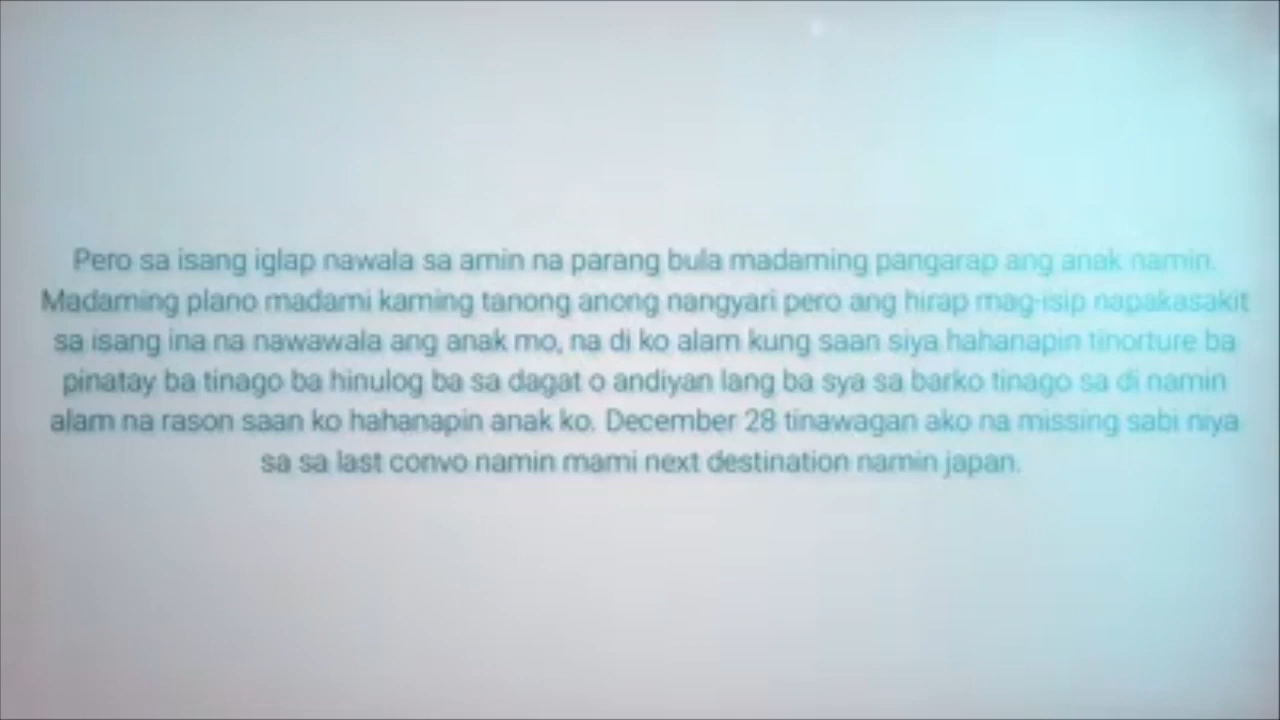 Pero sa isang iglap nawala sa amin na parang bula madaming pangarap ang anak namin.
Madaming plano madami kaming tanong anong nangyari pero ang hirap mag-isip napakasakit
sa isang ina na nawawala ang anak mo, na di ko alam kung saan siya hahanapin tinorture ba
pinatay ba tinago ba hinulog ba sa dagat o andiyan lang ba sya sa barko tinago sa di namin
alam na rason saan ko hahanapin anak ko. December 28 tinawagan ako na missing sabi niya
sa sa last convo namin mami next destination namin japan.